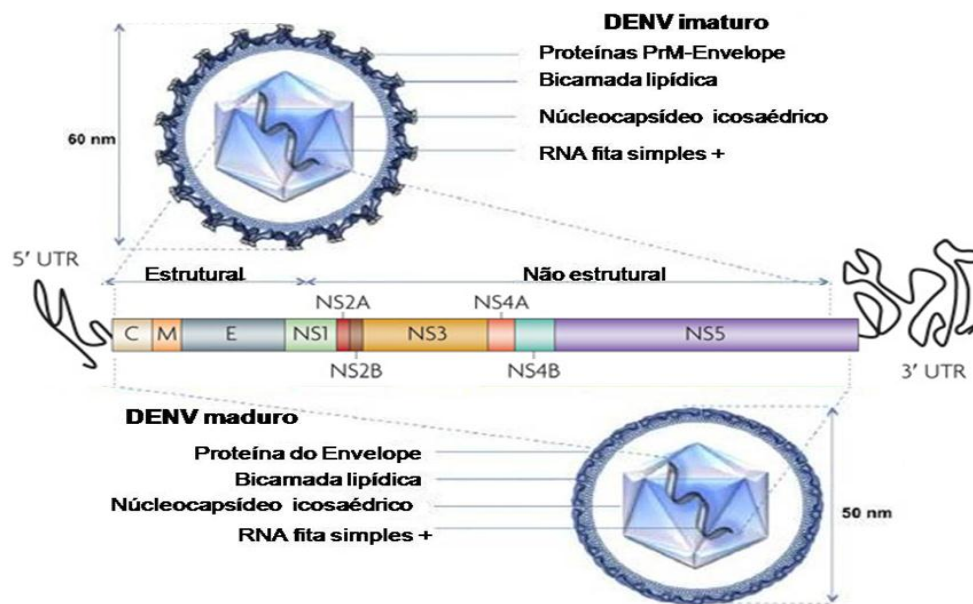 DENV imaturo
Proteínas PrM-Envelope
Bicamada lipídica
Núcleocapsídeo icosaédrico
RNA fita simples +
60 nm
5′ UTR
Estrutural
Não estrutural
NS2A
NS4A
C M E NS1 NS3 NS5
NS2B
NS4B
3′ UTR
DENV maduro
Proteína do Envelope
Bicamada lipídica
Núcleocapsídeo icosaédrico
RNA fita simples +
50 nm